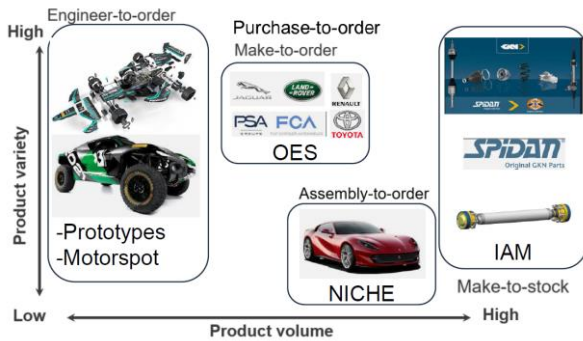 Engineer-to-order
High
Product variety
Low
-Prototypes
-Motorspot
Purchase-to-order
Make-to-order
JAGUAR
LAND-
ROVER
RENAULT
PSA
GROUPE
FCA
TOYOTA
OES
Assembly-to-order
NICHE
GKN
SPIDAN
SPIDAN
Original GKN Parts
IAM
Make-to-stock
Product volume
High